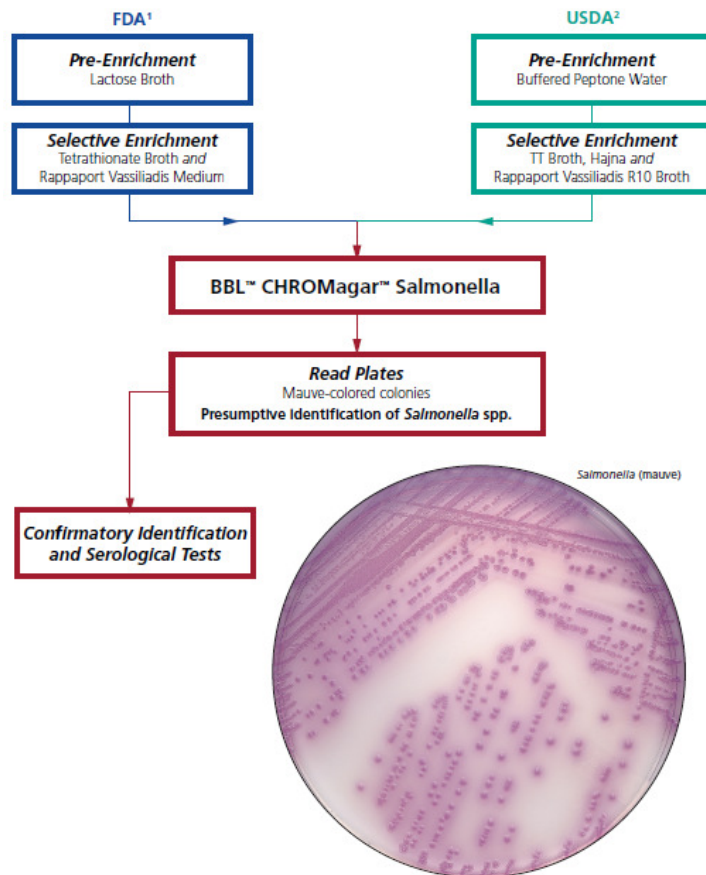 FDA¹
USDA²
Pre-Enrichment
Lactose Broth
Pre-Enrichment
Buffered Peptone Water
Selective Enrichment
Tetrathionate Broth and
Rappaport Vassiliadis Medium
Selective Enrichment
TT Broth, Hajna and
Rappaport Vassiliadis R10 Broth
BBL™ CHROMagar™ Salmonella
Read Plates
Mauve-colored colonies
Presumptive identification of Salmonella spp.
Salmonella (mauve)
Confirmatory Identification
and Serological Tests